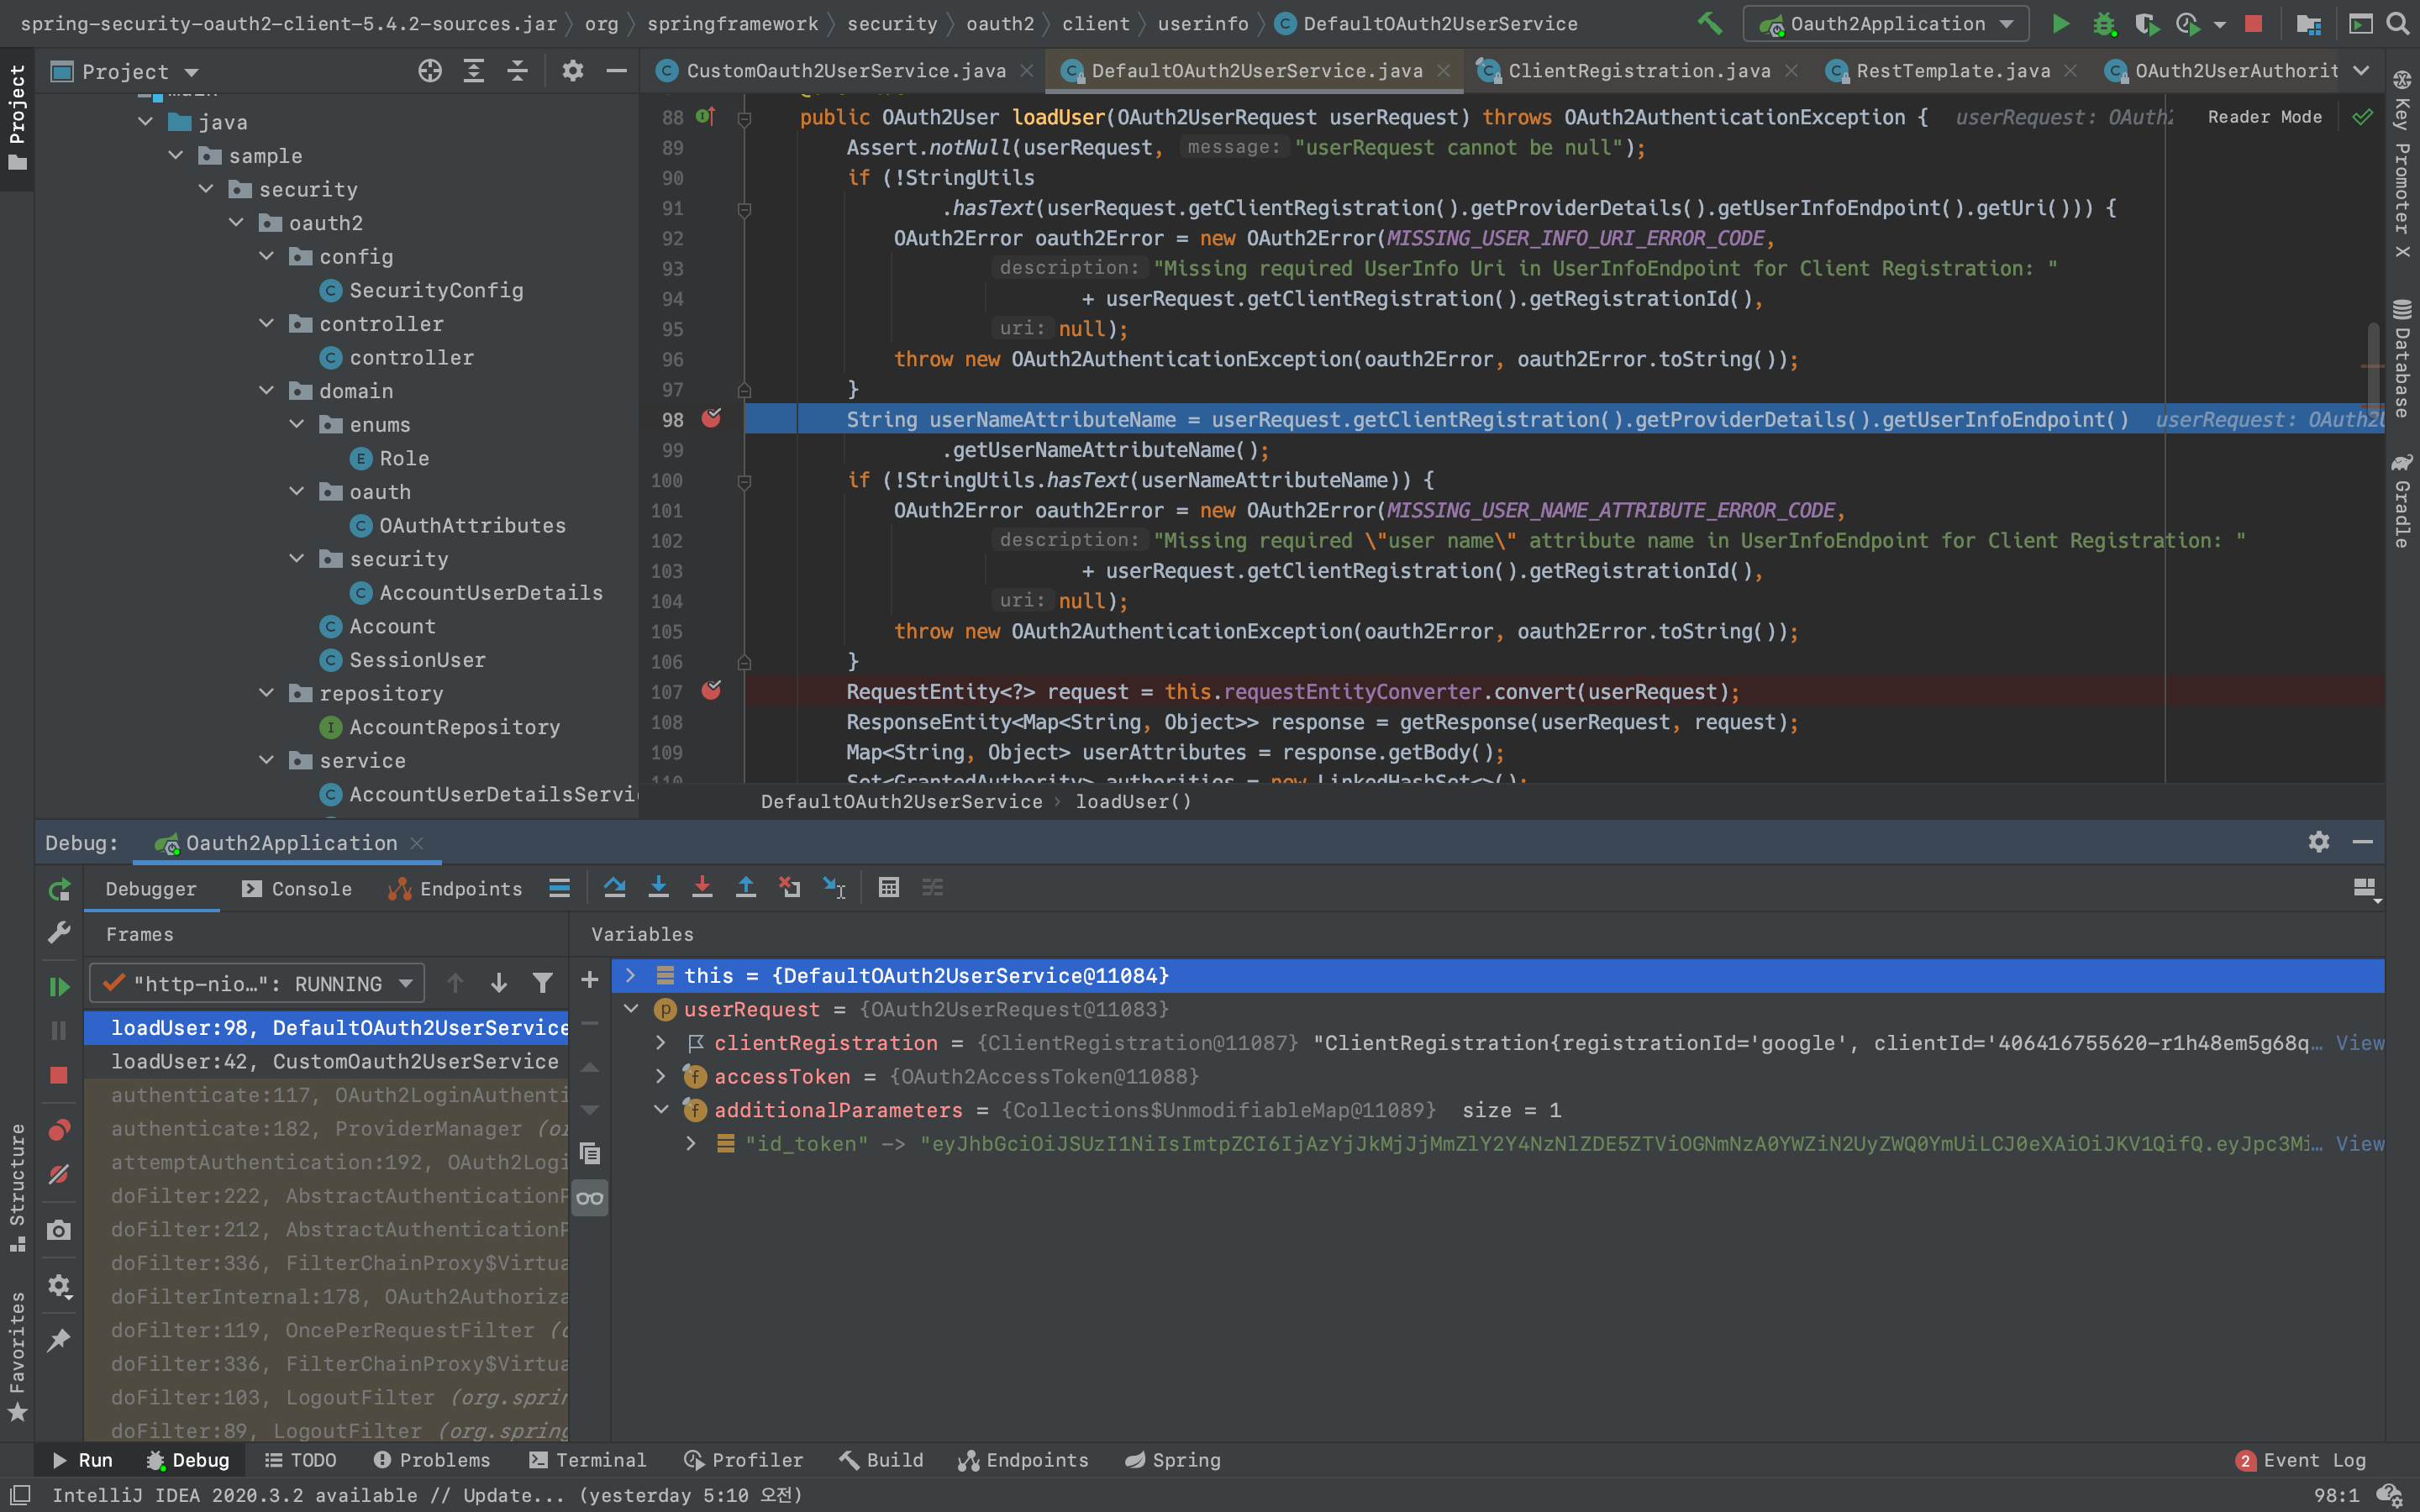 spring-security-oauth2-client-5.4.2-sources.jar org springframework security oauth2 client userinfo DefaultOAuth2UserService
Oauth2Application
Project
CustomOauth2UserService.java DefaultOAuth2UserService.java ClientRegistration.java RestTemplate.java OAuth2UserAuthorit
java
sample
security
oauth2
config
SecurityConfig
controller
controller
domain
enums
Role
oauth
OAuthAttributes
security
AccountUserDetails
Account
SessionUser
repository
AccountRepository
service
AccountUserDetailsServi
Reader Mode
88 public OAuth2User loadUser(OAuth2UserRequest userRequest) throws OAuth2AuthenticationException { userRequest: OAuth2
89 Assert.notNull(userRequest, message: "userRequest cannot be null");
90 if (!StringUtils
91 .hasText(userRequest.getClientRegistration().getProviderDetails().getUserInfoEndpoint().getUri())) {
92 OAuth2Error oauth2Error = new OAuth2Error(MISSING_USER_INFO_URI_ERROR_CODE,
93 description: "Missing required UserInfo Uri in UserInfoEndpoint for Client Registration: "
94 + userRequest.getClientRegistration().getRegistrationId(),
95 uri: null);
96 throw new OAuth2AuthenticationException(oauth2Error, oauth2Error.toString());
97 }
98 String userNameAttributeName = userRequest.getClientRegistration().getProviderDetails().getUserInfoEndpoint() userRequest: OAuth2U
99 .getUserNameAttributeName();
100 if (!StringUtils.hasText(userNameAttributeName)) {
101 OAuth2Error oauth2Error = new OAuth2Error(MISSING_USER_NAME_ATTRIBUTE_ERROR_CODE,
102 description: "Missing required \"user name\" attribute name in UserInfoEndpoint for Client Registration: "
103 + userRequest.getClientRegistration().getRegistrationId(),
104 uri: null);
105 throw new OAuth2AuthenticationException(oauth2Error, oauth2Error.toString());
106 }
107 RequestEntity<?> request = this.requestEntityConverter.convert(userRequest);
108 ResponseEntity<Map<String, Object>> response = getResponse(userRequest, request);
109 Map<String, Object> userAttributes = response.getBody();
110 Set<GrantedAuthority> authorities = new LinkedHashSet<>();
DefaultOAuth2UserService loadUser()
Project
Structure
Favorites
Key Promoter X
Database
Gradle
Debug: Oauth2Application
Debugger Console Endpoints
Frames
Variables
"http-nio…": RUNNING
loadUser:98, DefaultOAuth2UserService
loadUser:42, CustomOauth2UserService
authenticate:117, OAuth2LoginAuthenti
authenticate:182, ProviderManager (or
attemptAuthentication:192, OAuth2Logi
doFilter:222, AbstractAuthenticationP
doFilter:212, AbstractAuthenticationP
doFilter:336, FilterChainProxy$Virtua
doFilterInternal:178, OAuth2Authoriza
doFilter:119, OncePerRequestFilter (o
doFilter:336, FilterChainProxy$Virtua
doFilter:103, LogoutFilter (org.sprin
doFilter:89, LogoutFilter (org.spring
this = {DefaultOAuth2UserService@11084}
userRequest = {OAuth2UserRequest@11083}
clientRegistration = {ClientRegistration@11087} "ClientRegistration{registrationId='google', clientId='406416755620-r1h48em5g68q… View
accessToken = {OAuth2AccessToken@11088}
additionalParameters = {Collections$UnmodifiableMap@11089} size = 1
"id_token" -> "eyJhbGciOiJSUzI1NiIsImtpZCI6IjAzYjJkMjJjMmZlY2Y4NzNlZDE5ZTViOGNmNzA0YWZiN2UyZWQ0YmUiLCJ0eXAiOiJKV1QifQ.eyJpc3Mi… View
Run Debug TODO Problems Terminal Profiler Build Endpoints Spring 2 Event Log
IntelliJ IDEA 2020.3.2 available // Update... (yesterday 5:10 오전) 98:1